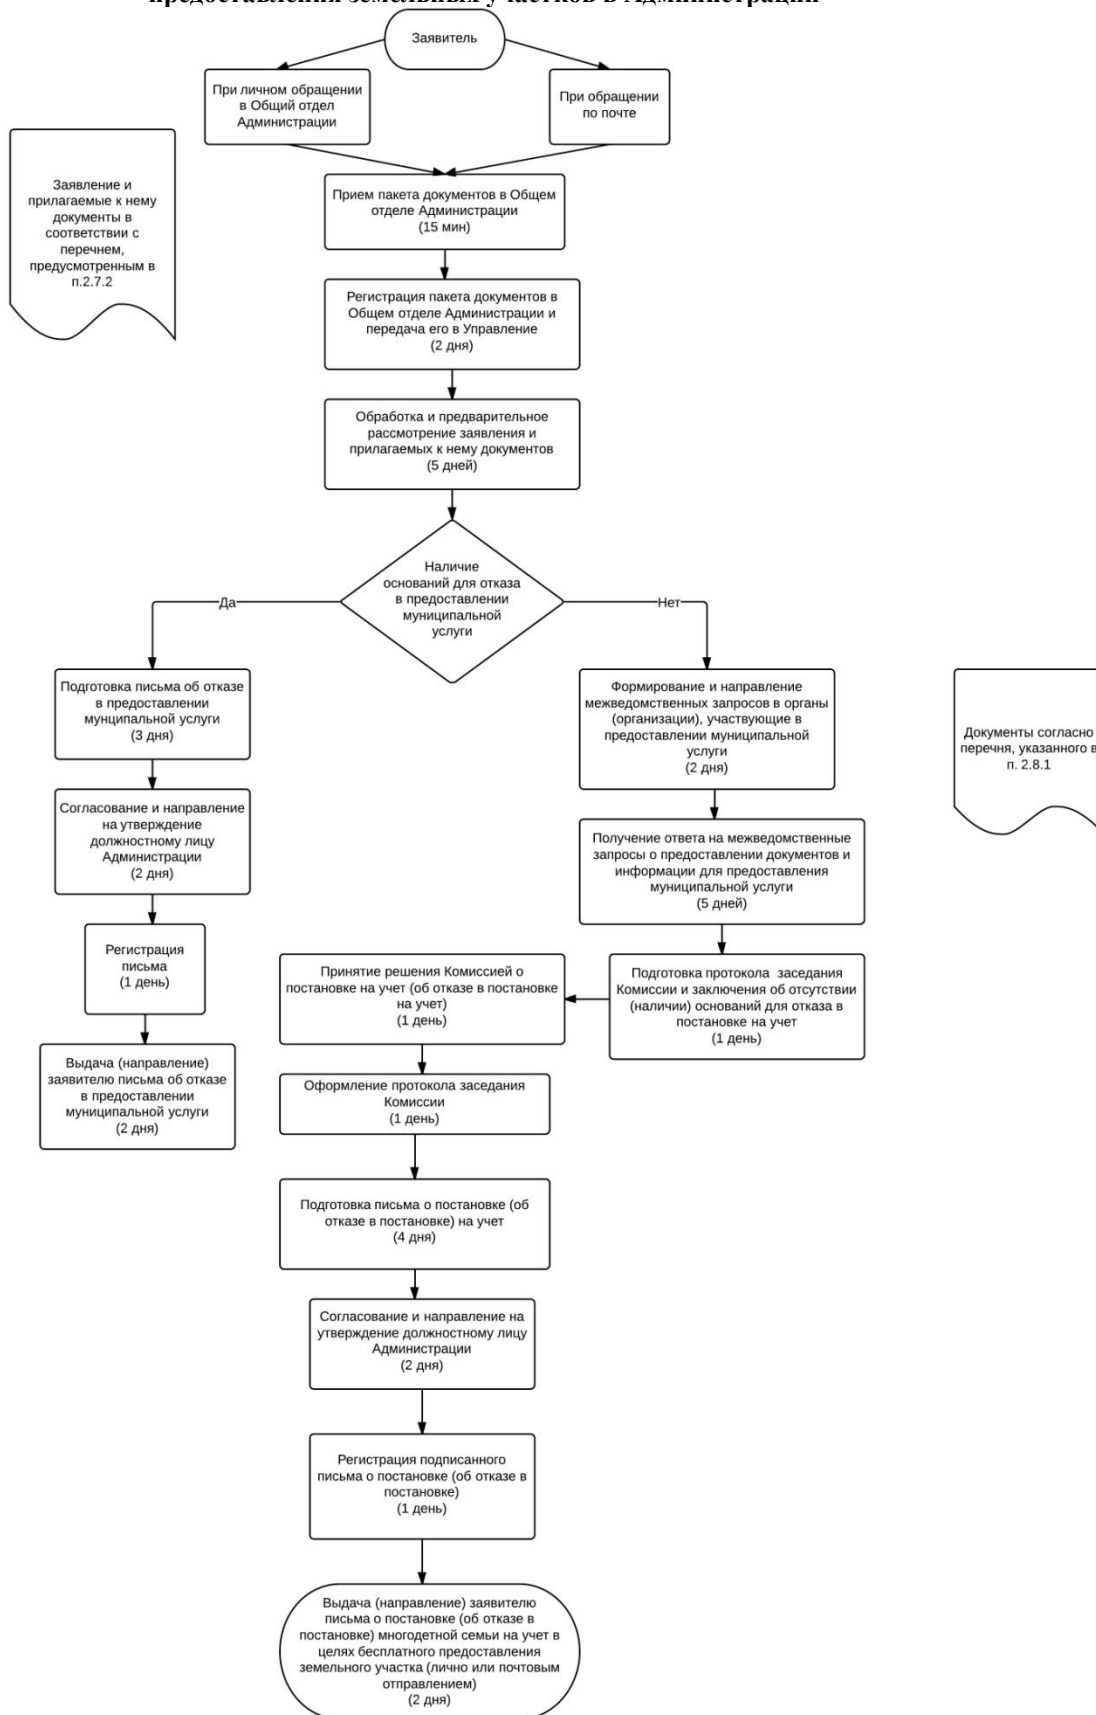 предоставления земельных участков в Администрации
Заявитель
При личном обращении
в Общий отдел
Администрации
При обращении
по почте
Заявление и
прилагаемые к нему
документы в
соответствии с
перечнем,
предусмотренным в
п.2.7.2
Прием пакета документов в Общем
отделе Администрации
(15 мин)
Регистрация пакета документов в
Общем отделе Администрации и
передача его в Управление
(2 дня)
Обработка и предварительное
рассмотрение заявления и
прилагаемых к нему документов
(5 дней)
Наличие
оснований для отказа
в предоставлении
муниципальной
услуги
Да
Нет
Подготовка письма об отказе
в предоставлении
мунципальной услуги
(3 дня)
Согласование и направление
на утверждение
должностному лицу
Администрации
(2 дня)
Регистрация
письма
(1 день)
Выдача (направление)
заявителю письма об отказе
в предоставлении
муниципальной услуги
(2 дня)
Формирование и направление
межведомственных запросов в органы
(организации), участвующие в
предоставлении муниципальной
услуги
(2 дня)
Документы согласно
перечня, указанного в
п. 2.8.1
Получение ответа на межведомственные
запросы о предоставлении документов и
информации для предоставления
муниципальной услуги
(5 дней)
Подготовка протокола заседания
Комиссии и заключения об отсутствии
(наличии) оснований для отказа в
постановке на учет
(1 день)
Принятие решения Комиссией о
постановке на учет (об отказе в постановке
на учет)
(1 день)
Оформление протокола заседания
Комиссии
(1 день)
Подготовка письма о постановке (об
отказе в постановке) на учет
(4 дня)
Согласование и направление на
утверждение должностному лицу
Администрации
(2 дня)
Регистрация подписанного
письма о постановке (об отказе в
постановке)
(1 день)
Выдача (направление) заявителю
письма о постановке (об отказе в
постановке) многодетной семьи на учет в
целях бесплатного предоставления
земельного участка (лично или почтовым
отправлением)
(2 дня)